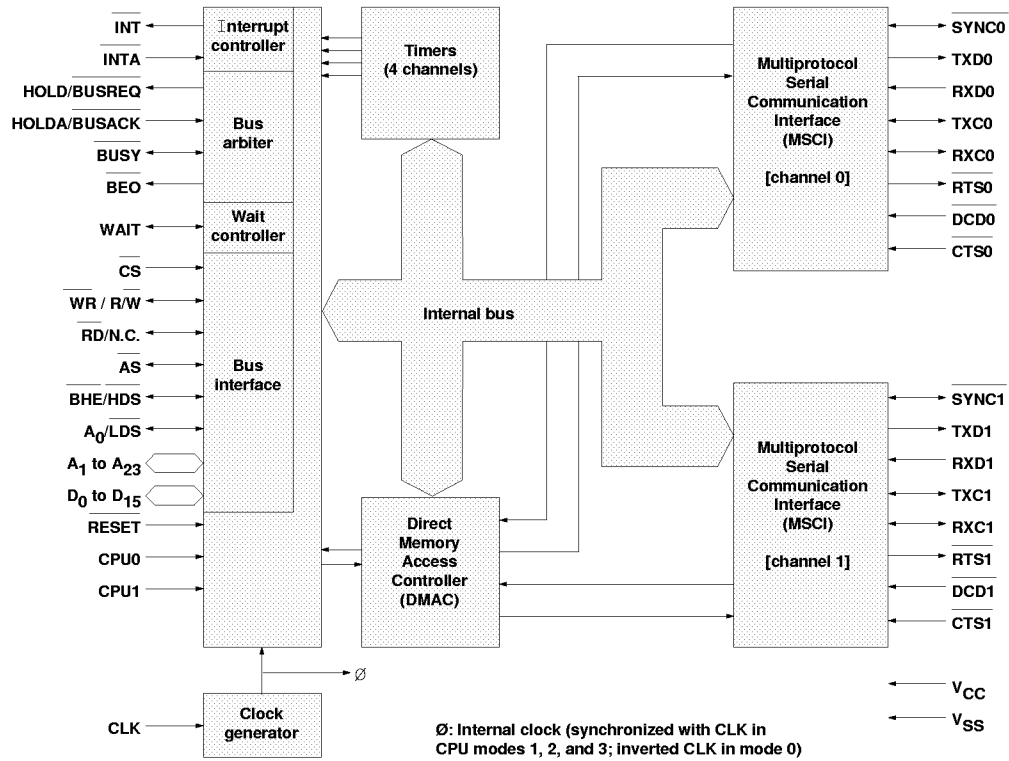 INT
INTA
HOLD/BUSREQ
HOLDA/BUSACK
BUSY
BEO
WAIT
CS
WR / R/W
RD/N.C.
AS
BHE/HDS
A0/LDS
A1 to A23
D0 to D15
RESET
CPU0
CPU1
CLK
Interrupt
controller
Bus
arbiter
Wait
controller
Bus
interface
Clock
generator
Ø
Timers
(4 channels)
Internal bus
Direct
Memory
Access
Controller
(DMAC)
Multiprotocol
Serial
Communication
Interface
(MSCI)
[channel 0]
Multiprotocol
Serial
Communication
Interface
(MSCI)
[channel 1]
SYNC0
TXD0
RXD0
TXC0
RXC0
RTS0
DCD0
CTS0
SYNC1
TXD1
RXD1
TXC1
RXC1
RTS1
DCD1
CTS1
VCC
VSS
Ø: Internal clock (synchronized with CLK in
CPU modes 1, 2, and 3; inverted CLK in mode 0)